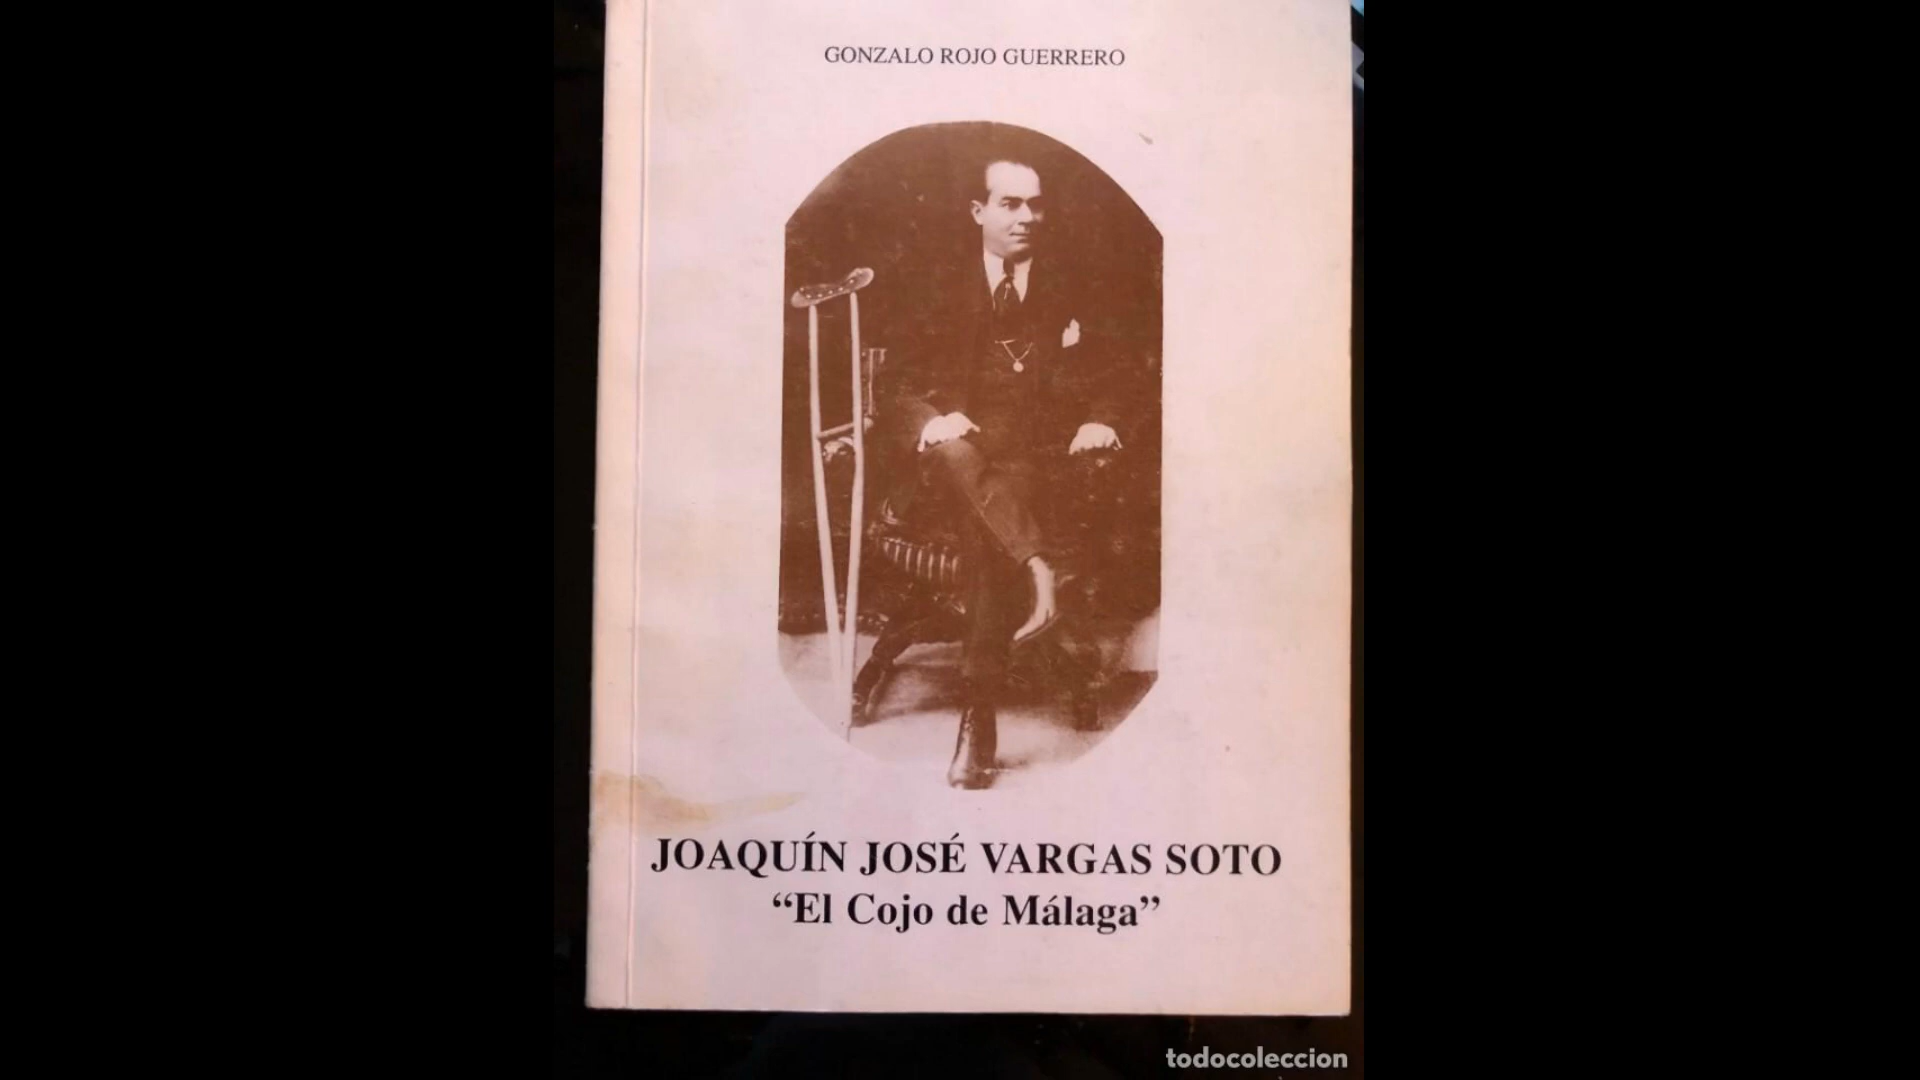 GONZALO ROJO GUERRERO
JOAQUÍN JOSÉ VARGAS SOTO
“El Cojo de Málaga”
todocoleccion